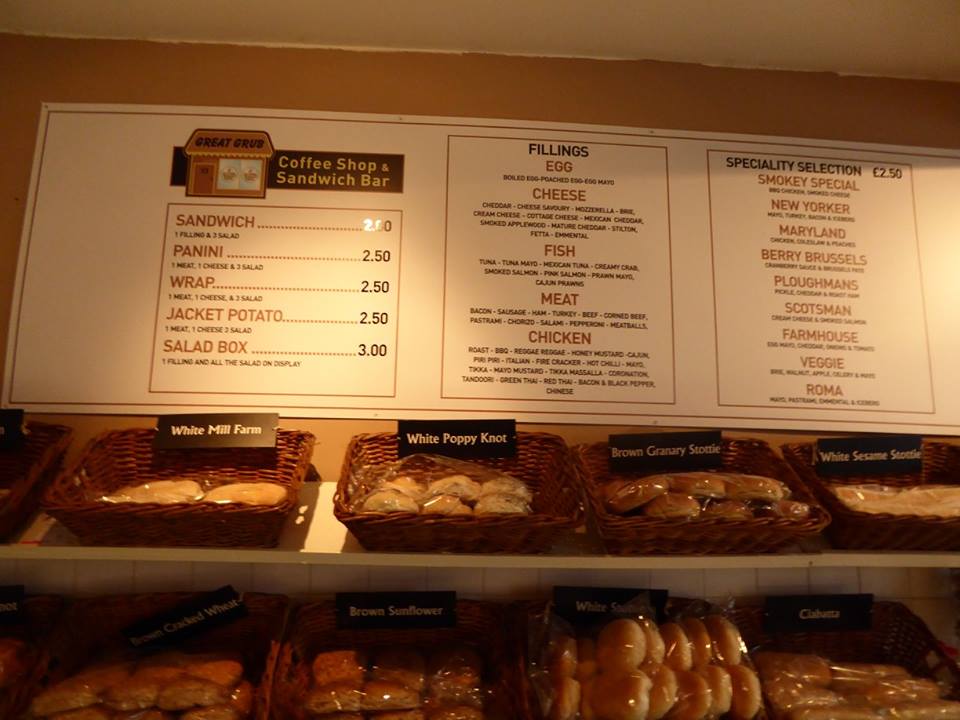 GREAT GRUB
Coffee Shop &
Sandwich Bar
SANDWICH 2.00
1 FILLING & 3 SALAD
PANINI 2.50
1 MEAT, 1 CHEESE & 3 SALAD
WRAP 2.50
1 MEAT, 1 CHEESE, & 3 SALAD
JACKET POTATO 2.50
1 MEAT, 1 CHEESE 3 SALAD
SALAD BOX 3.00
1 FILLING AND ALL THE SALAD ON DISPLAY
FILLINGS
EGG
BOILED EGG-POACHED EGG-EGG MAYO
CHEESE
CHEDDAR - CHEESE SAVOURY - MOZZERELLA - BRIE,
CREAM CHEESE - COTTAGE CHEESE - MEXICAN CHEDDAR,
SMOKED APPLEWOOD - MATURE CHEDDAR - STILTON,
FETTA - EMMENTAL
FISH
TUNA - TUNA MAYO - MEXICAN TUNA - CREAMY CRAB,
SMOKED SALMON - PINK SALMON - PRAWN MAYO,
CAJUN PRAWNS
MEAT
BACON - SAUSAGE - HAM - TURKEY - BEEF - CORNED BEEF,
PASTRAMI - CHORIZO - SALAMI - PEPPERONI - MEATBALLS,
CHICKEN
ROAST - BBQ - REGGAE REGGAE - HONEY MUSTARD -CAJUN,
PIRI PIRI - ITALIAN - FIRE CRACKER - HOT CHILLI - MAYO,
TIKKA - MAYO MUSTARD - TIKKA MASSALLA - CORONATION,
TANDOORI - GREEN THAI - RED THAI - BACON & BLACK PEPPER,
CHINESE
SPECIALITY SELECTION £2.50
SMOKEY SPECIAL
BBQ CHICKEN, SMOKED CHEESE
NEW YORKER
MAYO, TURKEY, BACON & ICEBERG
MARYLAND
CHICKEN, COLESLAW & PEACHES
BERRY BRUSSELS
CRANBERRY SAUCE & BRUSSELS PATE
PLOUGHMANS
PICKLE, CHEDDAR & ROAST HAM
SCOTSMAN
CREAM CHEESE & SMOKED SALMON
FARMHOUSE
EGG MAYO, CHEDDAR, ONIONS & TOMATO
VEGGIE
BRIE, WALNUT, APPLE, CELERY & MAYO
ROMA
MAYO, PASTRAMI, EMMENTAL & ICEBERG
White Mill Farm
White Poppy Knot
Brown Granary Stottie
White Sesame Stottie
Brown Cracked Wheat
Brown Sunflower
White
Ciabatta